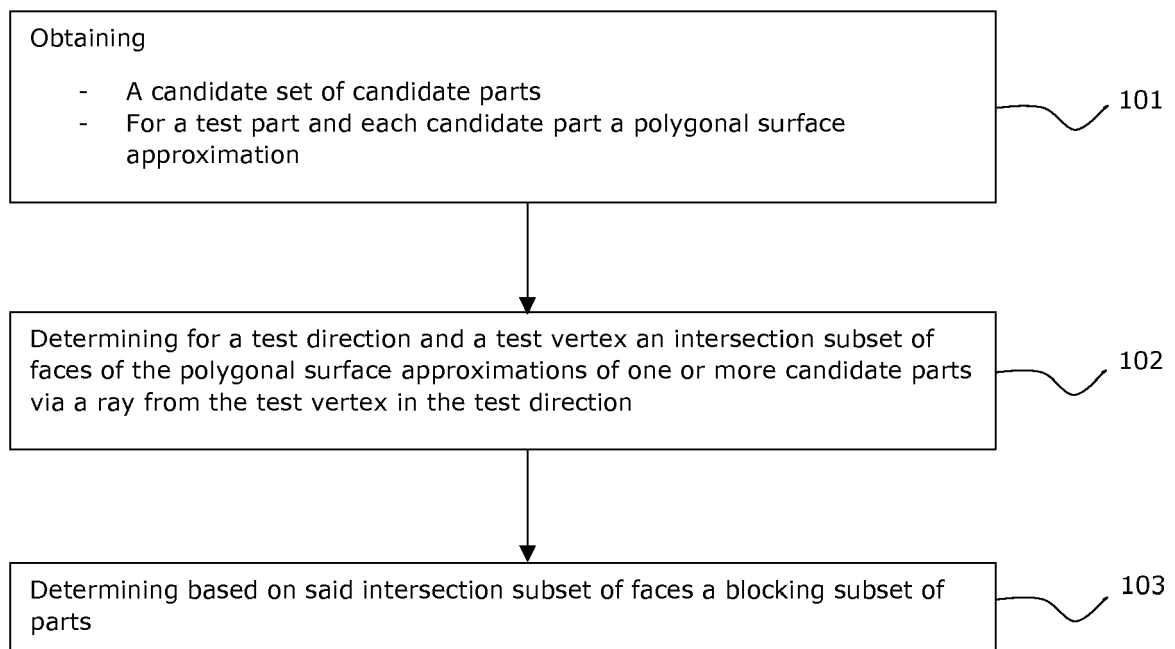 Obtaining
- A candidate set of candidate parts
- For a test part and each candidate part a polygonal surface
approximation
101
Determining for a test direction and a test vertex an intersection subset of
faces of the polygonal surface approximations of one or more candidate parts
via a ray from the test vertex in the test direction
102
Determining based on said intersection subset of faces a blocking subset of
parts
103